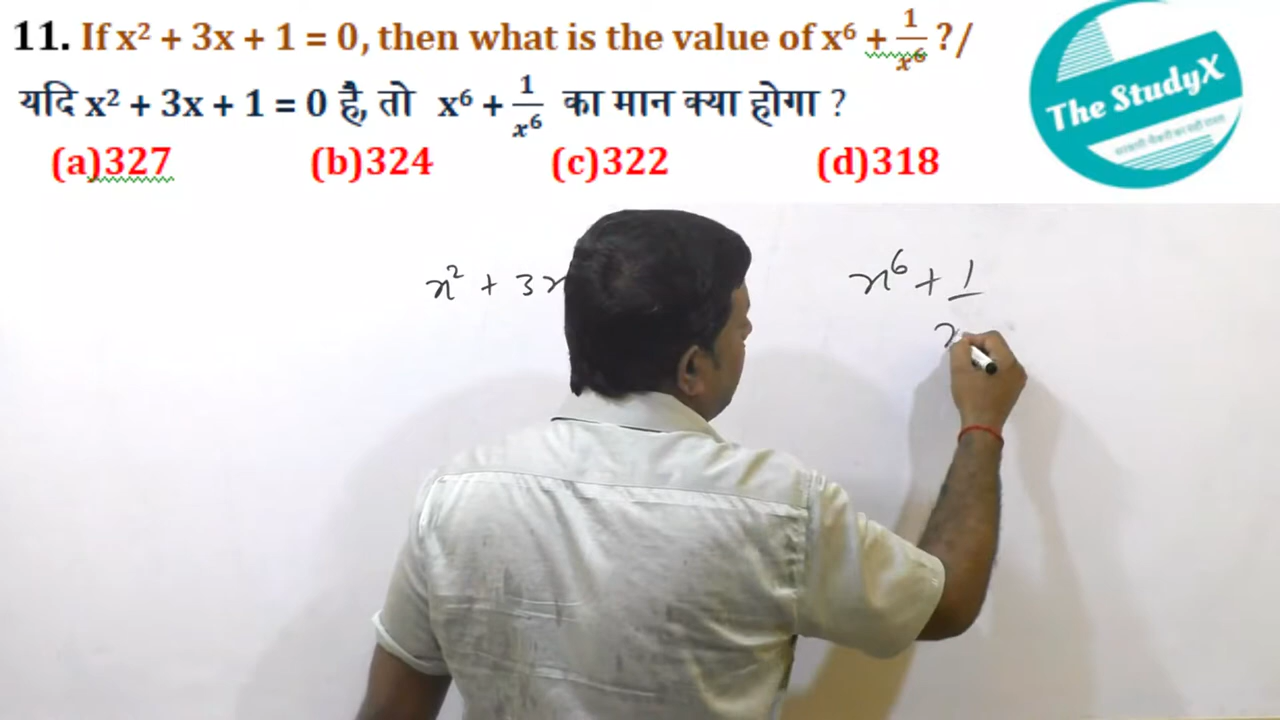 11. If x² + 3x + 1 = 0, then what is the value of x⁶ + 1/x⁶ ?/
यदि x² + 3x + 1 = 0 है, तो x⁶ + 1/x⁶ का मान क्या होगा ?
(a)327 (b)324 (c)322 (d)318
The StudyX
x² + 3x
x⁶ + 1/x